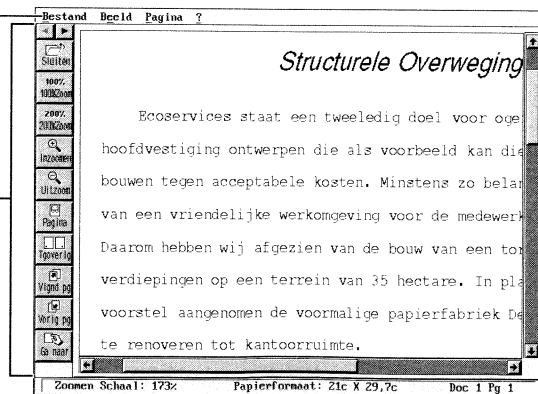 Bestand Beeld Pagina ?
Sluiten
100%
100%Zoom
200%
200%Zoom
Inzoomen
Uitzoom
Pagina
Tgoverlg
Vlgnd pg
Vorig pg
Ga naar
Structurele Overweging
Ecoservices staat een tweeledig doel voor oge
hoofdvestiging ontwerpen die als voorbeeld kan die
bouwen tegen acceptabele kosten. Minstens zo belan
van een vriendelijke werkomgeving voor de medewerk
Daarom hebben wij afgezien van de bouw van een tor
verdiepingen op een terrein van 35 hectare. In pla
voorstel aangenomen de voormalige papierfabriek De
te renoveren tot kantoorruimte.
Zoomen Schaal: 173% Papierformaat: 21c X 29,7c Doc 1 Pg 1